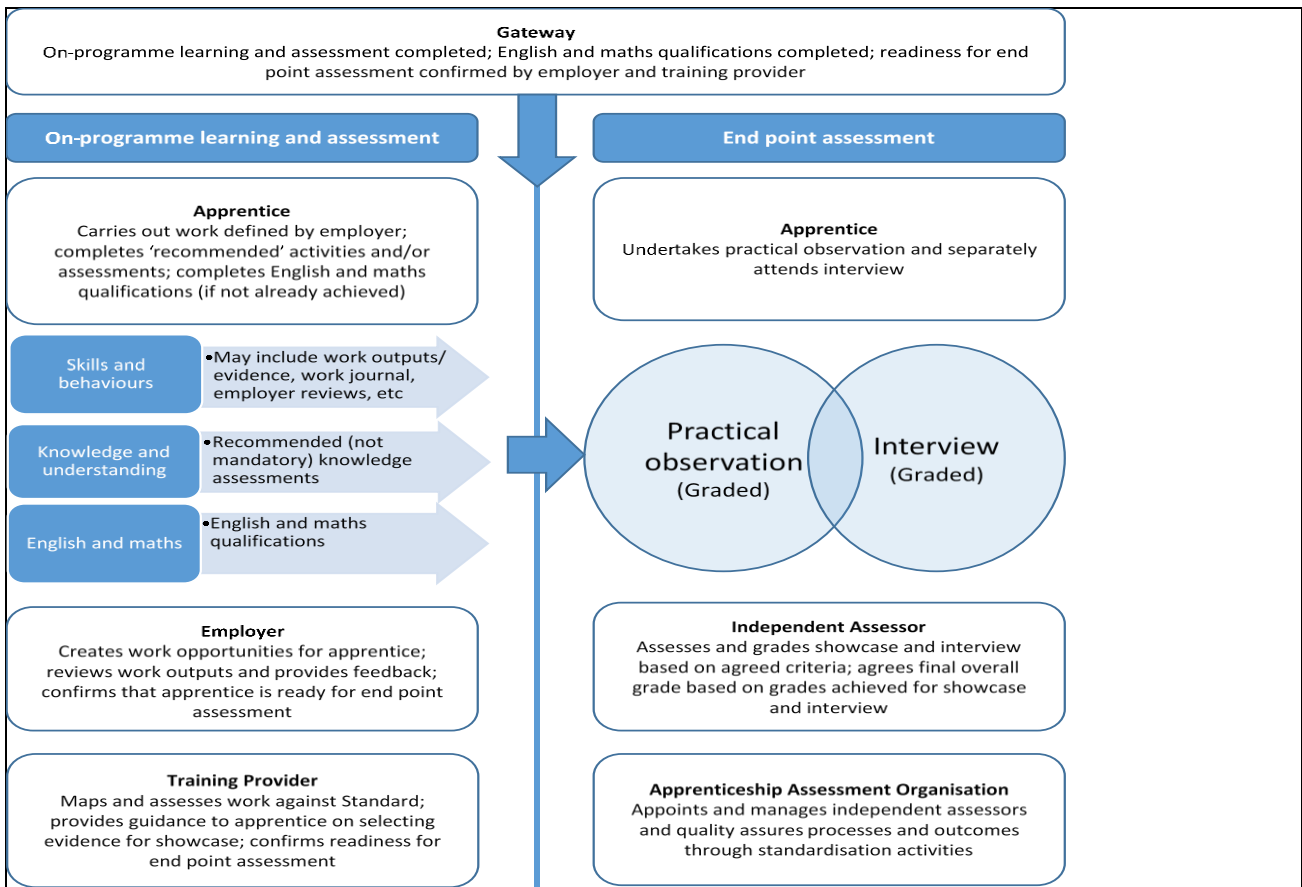 Gateway
On-programme learning and assessment completed; English and maths qualifications completed; readiness for end
point assessment confirmed by employer and training provider
On-programme learning and assessment
End point assessment
Apprentice
Carries out work defined by employer;
completes ‘recommended’ activities and/or
assessments; completes English and maths
qualifications (if not already achieved)
Apprentice
Undertakes practical observation and separately
attends interview
Skills and
behaviours
•May include work outputs/
evidence, work journal,
employer reviews, etc
Knowledge and
understanding
•Recommended (not
mandatory) knowledge
assessments
English and maths
•English and maths
qualifications
Practical
observation
(Graded)
Interview
(Graded)
Employer
Creates work opportunities for apprentice;
reviews work outputs and provides feedback;
confirms that apprentice is ready for end point
assessment
Independent Assessor
Assesses and grades showcase and interview
based on agreed criteria; agrees final overall
grade based on grades achieved for showcase
and interview
Training Provider
Maps and assesses work against Standard;
provides guidance to apprentice on selecting
evidence for showcase; confirms readiness for
end point assessment
Apprenticeship Assessment Organisation
Appoints and manages independent assessors
and quality assures processes and outcomes
through standardisation activities